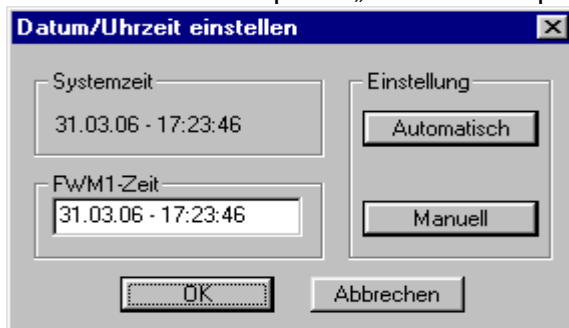 Datum/Uhrzeit einstellen
Systemzeit
31.03.06 - 17:23:46
FWM1-Zeit
31.03.06 - 17:23:46
Einstellung
Automatisch
Manuell
OK
Abbrechen